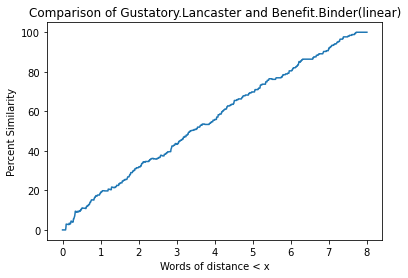 Comparison of Gustatory.Lancaster and Benefit.Binder(linear)
Percent Similarity
100
80
60
40
20
0
0 1 2 3 4 5 6 7 8
Words of distance < x